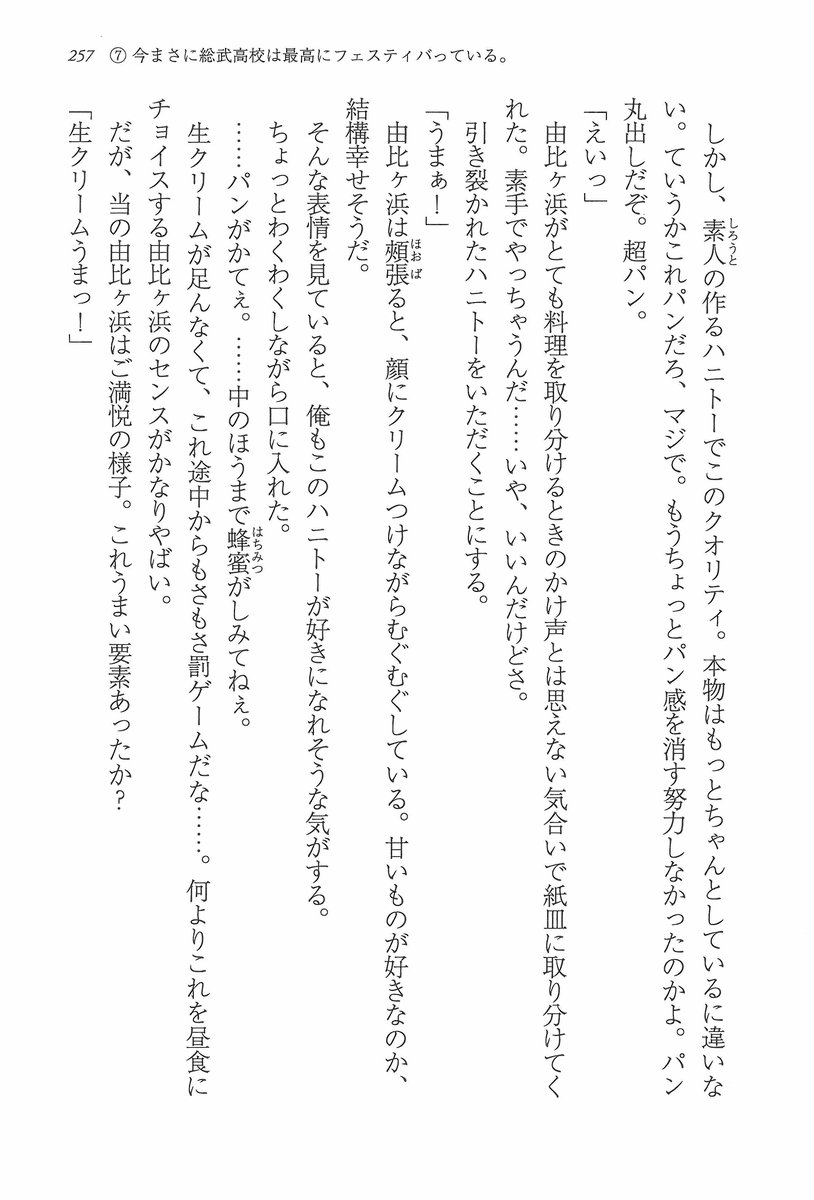 257　⑦今まさに総武高校は最高にフェスティバっている。
しかし、素人の作るハニトーでこのクオリティ。本物はもっとちゃんとしているに違いな
い。ていうかこれパンだろ、マジで。もうちょっとパン感を消す努力しなかったのかよ。パン
丸出しだぞ。超パン。
「えいっ」
由比ヶ浜がとても料理を取り分けるときのかけ声とは思えない気合いで紙皿に取り分けてく
れた。素手でやっちゃうんだ……いや、いいんだけどさ。
引き裂かれたハニトーをいただくことにする。
「うまぁ！」
由比ヶ浜は頰張ると、顔にクリームつけながらむぐむぐしている。甘いものが好きなのか、
結構幸せそうだ。
そんな表情を見ていると、俺もこのハニトーが好きになれそうな気がする。
ちょっとわくわくしながら口に入れた。
……パンがかてぇ。……中のほうまで蜂蜜がしみてねぇ。
生クリームが足んなくて、これ途中からもさもさ罰ゲームだな……。何よりこれを昼食に
チョイスする由比ヶ浜のセンスがかなりやばい。
だが、当の由比ヶ浜はご満悦の様子。これうまい要素あったか？
「生クリームうまっ！」
しろうと
ほおば
はちみつ